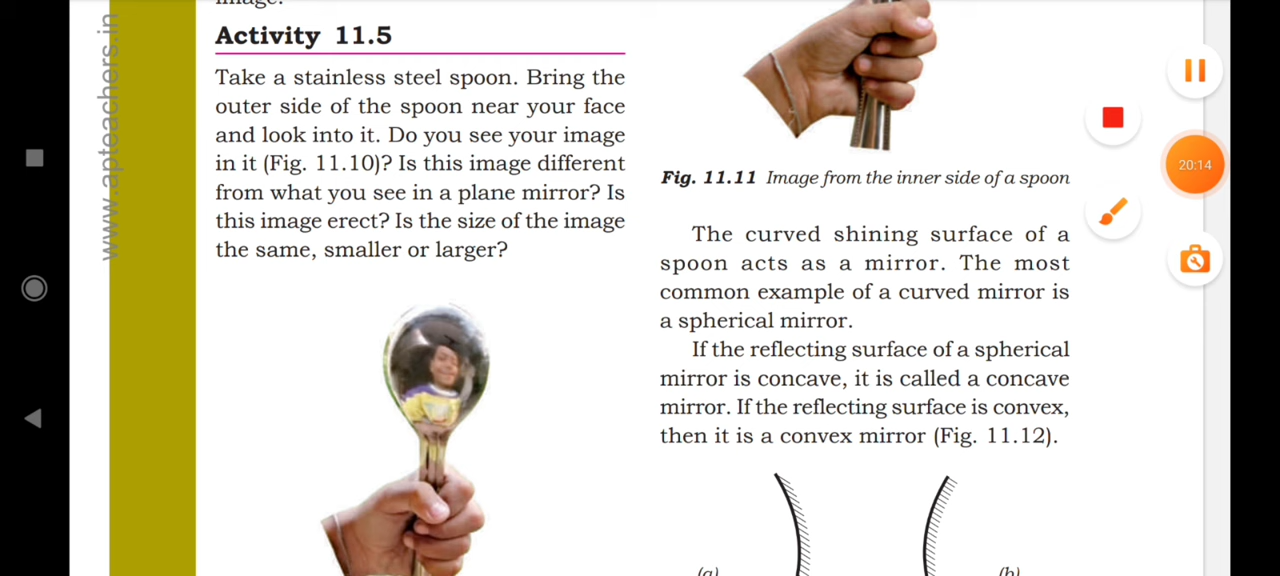 image.
Activity 11.5
Take a stainless steel spoon. Bring the
outer side of the spoon near your face
and look into it. Do you see your image
in it (Fig. 11.10)? Is this image different
from what you see in a plane mirror? Is
this image erect? Is the size of the image
the same, smaller or larger?
www.apteachers.in
Fig. 11.11 Image from the inner side of a spoon
The curved shining surface of a
spoon acts as a mirror. The most
common example of a curved mirror is
a spherical mirror.
If the reflecting surface of a spherical
mirror is concave, it is called a concave
mirror. If the reflecting surface is convex,
then it is a convex mirror (Fig. 11.12).
(a)
(b)
20:14